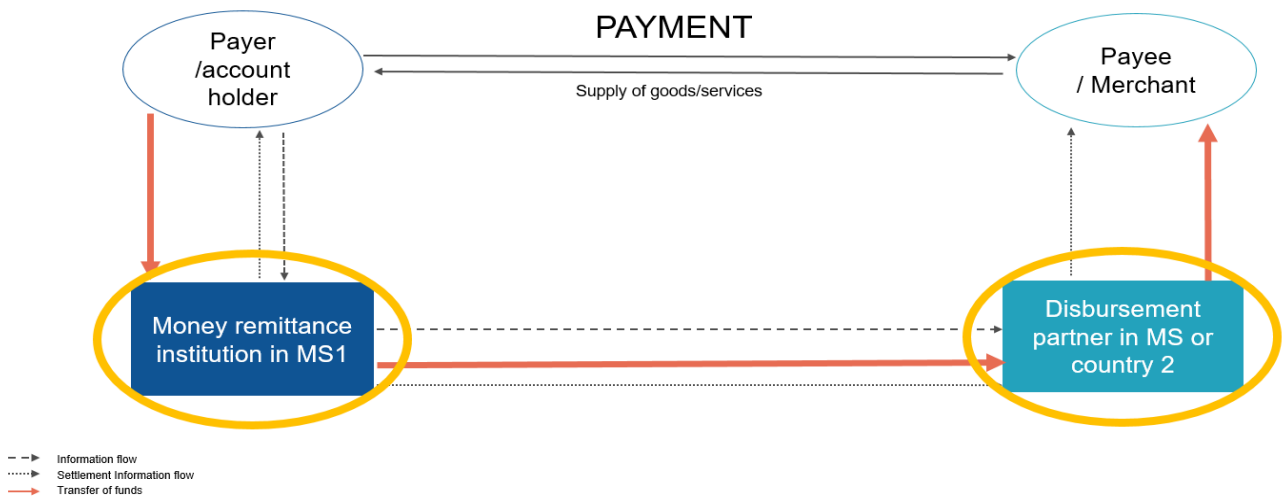 PAYMENT
Payer
/account
holder
Payee
/ Merchant
Supply of goods/services
Money remittance
institution in MS1
Disbursement
partner in MS or
country 2
Information flow
Settlement Information flow
Transfer of funds